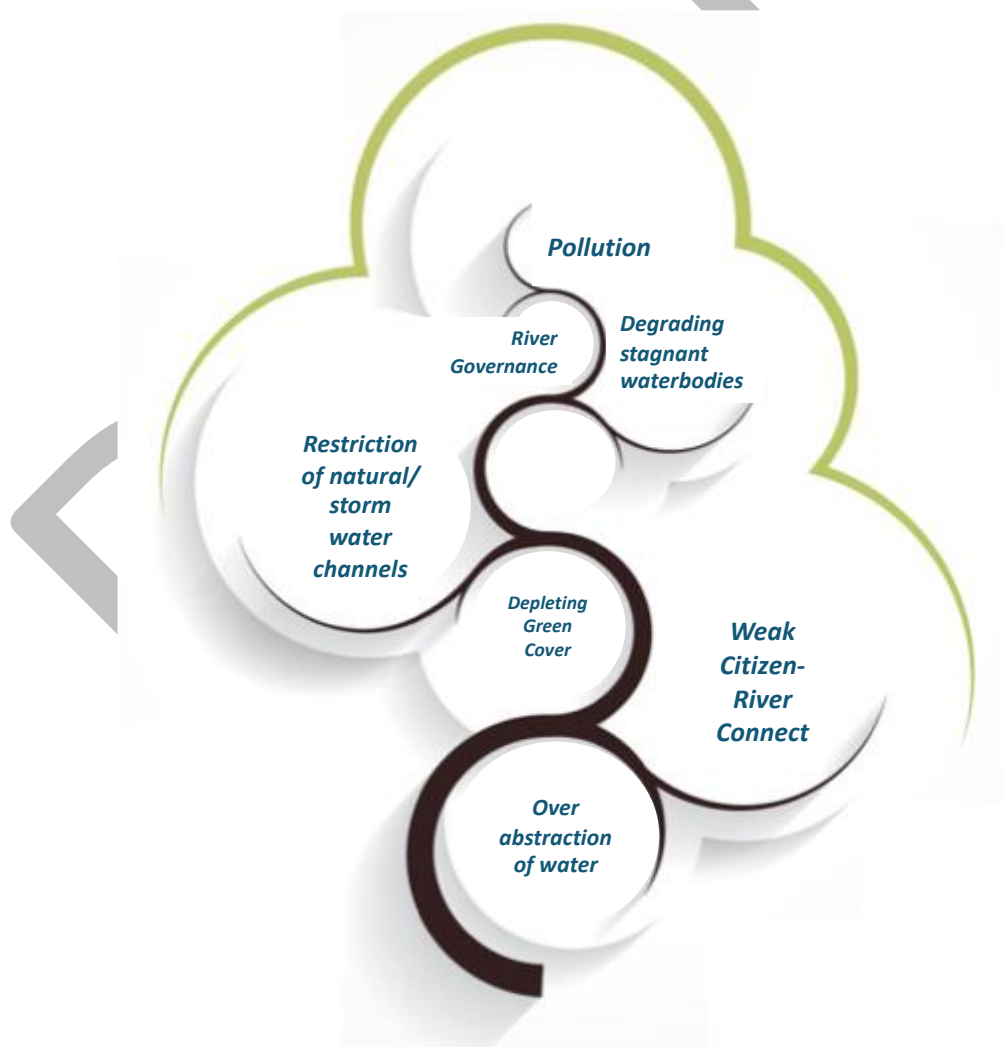 Pollution
River
Governance
Degrading
stagnant
waterbodies
Restriction
of natural/
storm
water
channels
Depleting
Green
Cover
Weak
Citizen-
River
Connect
Over
abstraction
of water